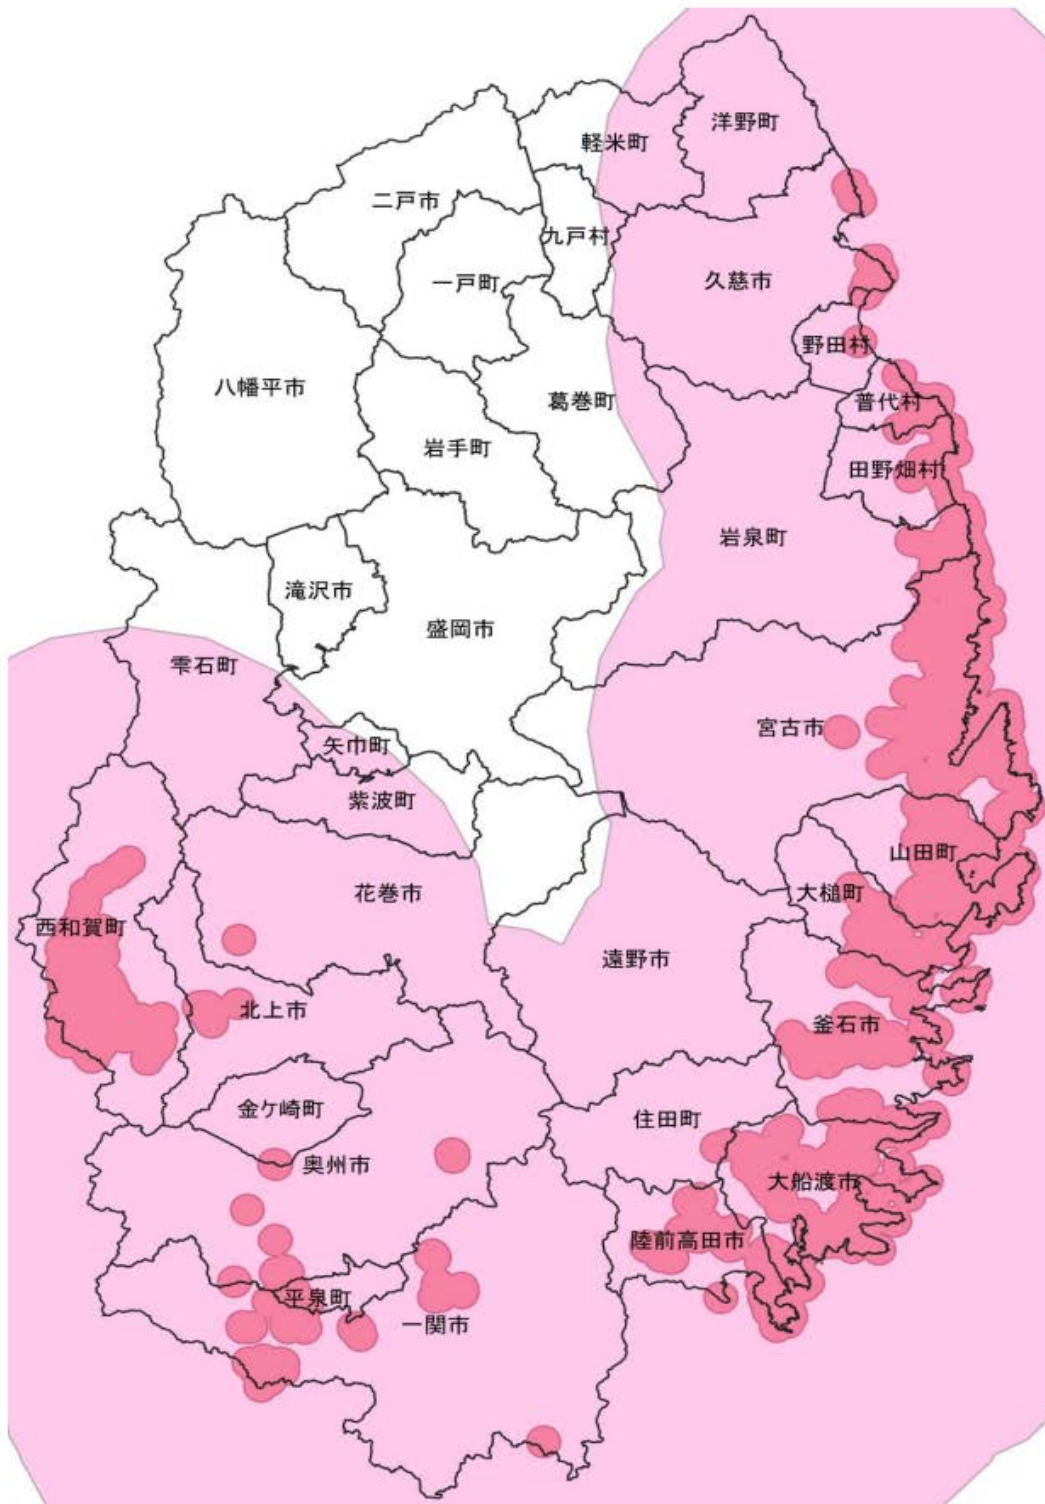 洋野町
軽米町
二戸市
九戸村
一戸町
久慈市
野田村
八幡平市
葛巻町
普代村
岩手町
田野畑村
岩泉町
滝沢市
盛岡市
雫石町
宮古市
矢巾町
紫波町
山田町
花巻市
大槌町
西和賀町
遠野市
北上市
釜石市
金ケ崎町
住田町
奥州市
大船渡市
陸前高田市
平泉町
一関市